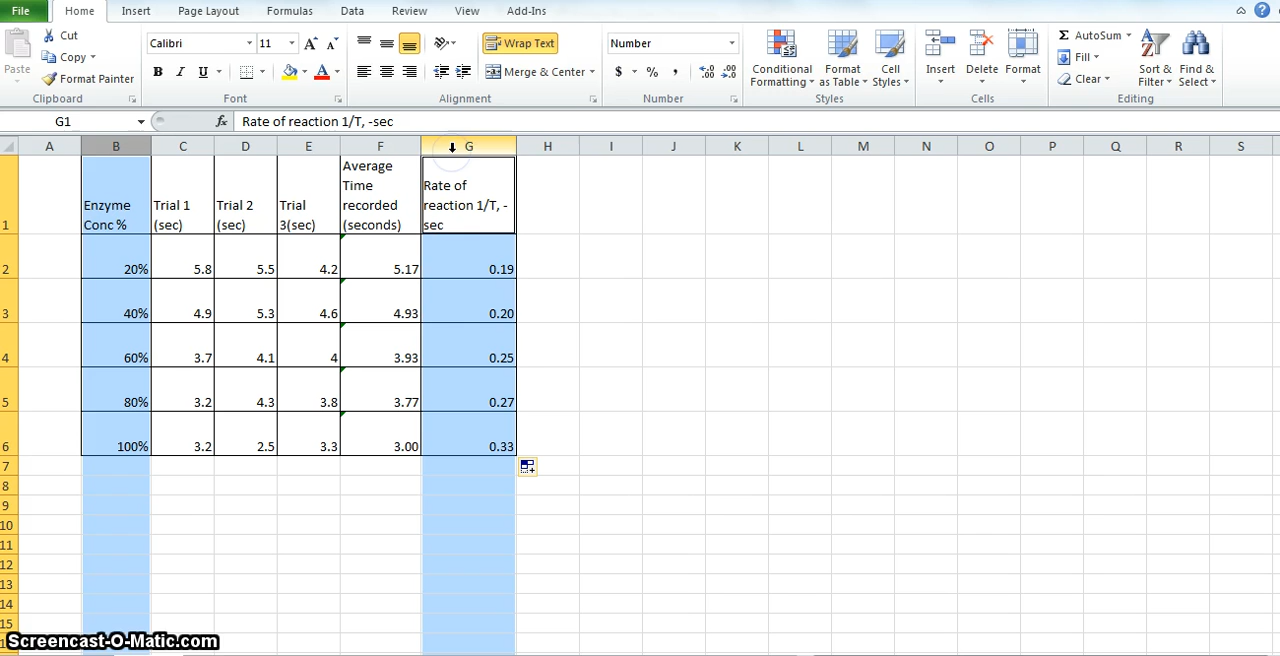 File Home Insert Page Layout Formulas Data Review View Add-Ins
Paste Cut Copy Format Painter Clipboard
Calibri 11 A A B I U A Font
Wrap Text Merge & Center Alignment
Number $ % , .00 .00 Number
Conditional Formatting Format as Table Cell Styles Styles
Insert Delete Format Cells
Σ AutoSum Fill Clear Sort & Filter Find & Select Editing
G1 fx Rate of reaction 1/T, -sec
A B C D E F G H I J K L M N O P Q R S
1 Enzyme Conc % Trial 1 (sec) Trial 2 (sec) Trial 3(sec) Average Time recorded (seconds) Rate of reaction 1/T, -sec
2 20% 5.8 5.5 4.2 5.17 0.19
3 40% 4.9 5.3 4.6 4.93 0.20
4 60% 3.7 4.1 4 3.93 0.25
5 80% 3.2 4.3 3.8 3.77 0.27
6 100% 3.2 2.5 3.3 3.00 0.33
7
8
9
10
11
12
13
14
15
Screencast-O-Matic.com